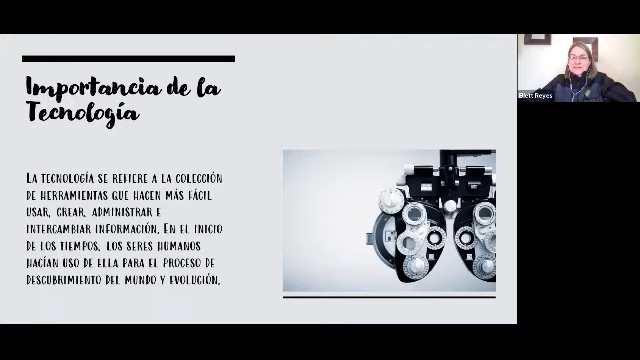 Importancia de la
Tecnología
La tecnología se refiere a la colección
de herramientas que hacen más fácil
usar, crear, administrar e
intercambiar información. En el inicio
de los tiempos, los seres humanos
hacían uso de ella para el proceso de
descubrimiento del mundo y evolución.
Blett Reyes